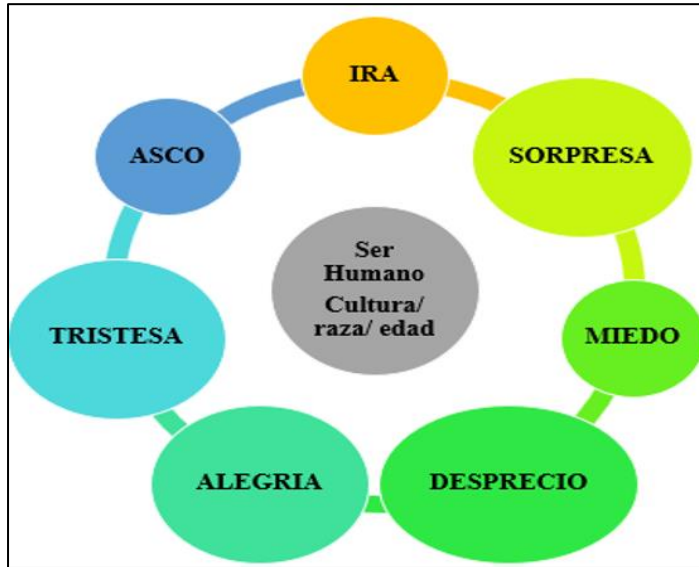 IRA
SORPRESA
MIEDO
DESPRECIO
ALEGRIA
TRISTESA
ASCO
Ser
Humano
Cultura/
raza/ edad